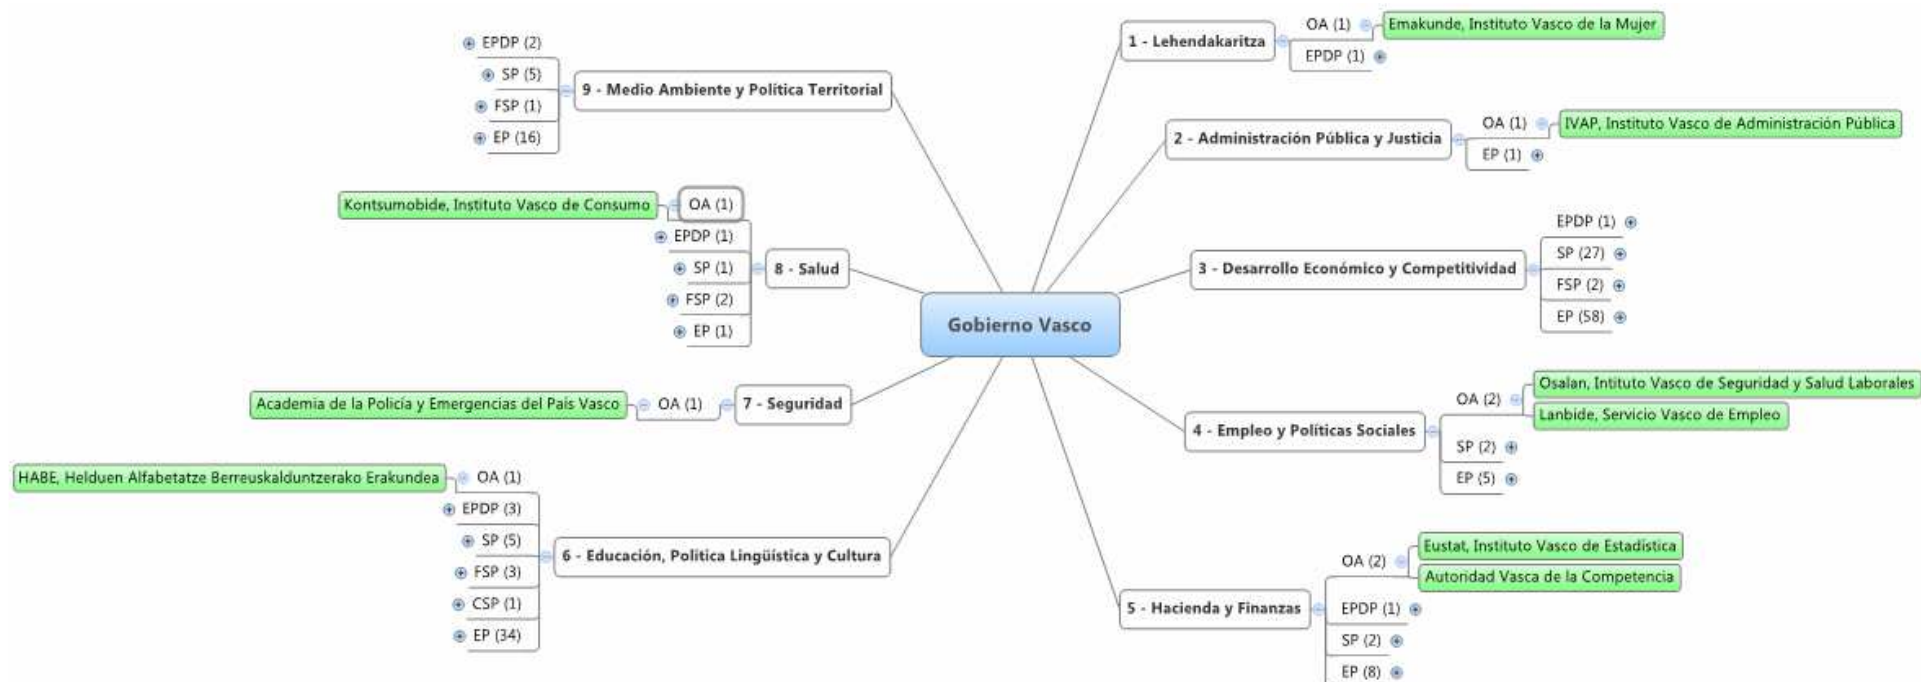 Gobierno Vasco
1 - Lehendakaritza
OA (1)
Emakunde, Instituto Vasco de la Mujer
EPDP (1)
2 - Administración Pública y Justicia
OA (1)
IVAP, Instituto Vasco de Administración Pública
EP (1)
3 - Desarrollo Económico y Competitividad
EPDP (1)
SP (27)
FSP (2)
EP (58)
4 - Empleo y Políticas Sociales
OA (2)
Osalan, Intituto Vasco de Seguridad y Salud Laborales
Lanbide, Servicio Vasco de Empleo
SP (2)
EP (5)
5 - Hacienda y Finanzas
OA (2)
Eustat, Instituto Vasco de Estadística
Autoridad Vasca de la Competencia
EPDP (1)
SP (2)
EP (8)
6 - Educación, Política Lingüística y Cultura
OA (1)
HABE, Helduen Alfabetatze Berreuskalduntzerako Erakundea
EPDP (3)
SP (5)
FSP (3)
CSP (1)
EP (34)
7 - Seguridad
OA (1)
Academia de la Policía y Emergencias del País Vasco
8 - Salud
OA (1)
Kontsumobide, Instituto Vasco de Consumo
EPDP (1)
SP (1)
FSP (2)
EP (1)
9 - Medio Ambiente y Política Territorial
EPDP (2)
SP (5)
FSP (1)
EP (16)